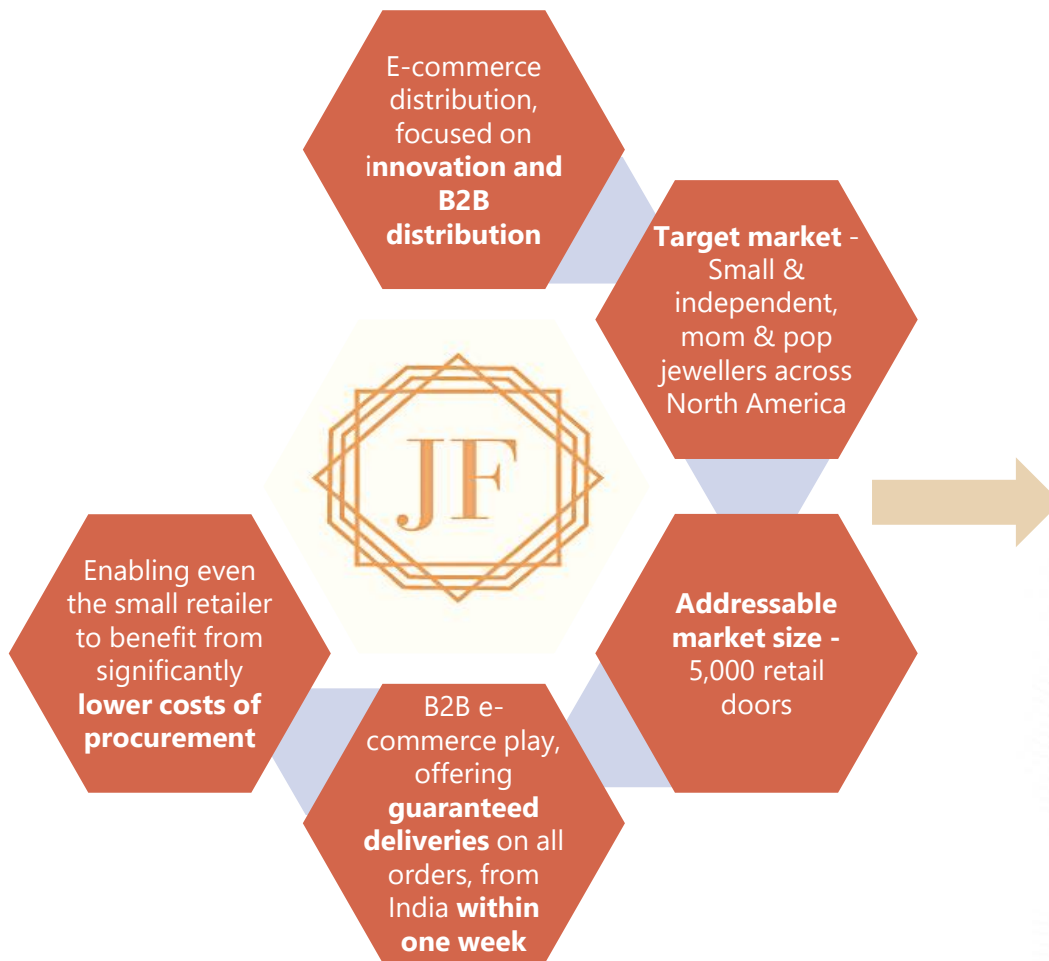 E-commerce
distribution,
focused on
innovation and
B2B
distribution
Target market -
Small &
independent,
mom & pop
jewellers across
North America
JF
Addressable
market size -
5,000 retail
doors
B2B e-
commerce play,
offering
guaranteed
deliveries on all
orders, from
India within
one week
Enabling even
the small retailer
to benefit from
significantly
lower costs of
procurement